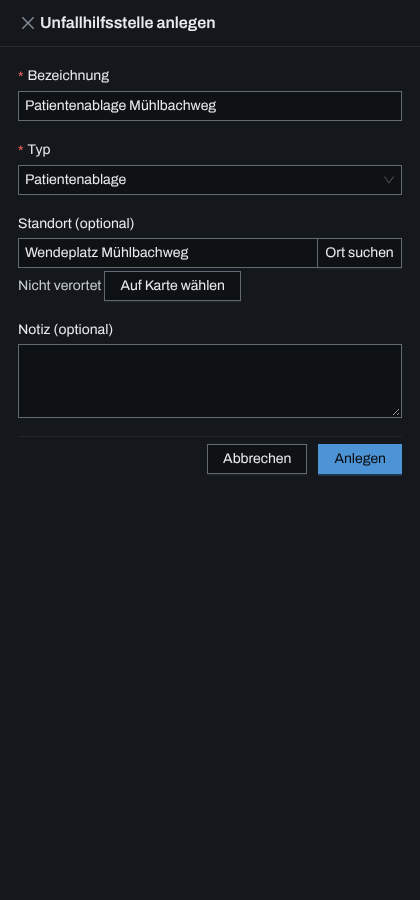 Unfallhilfsstelle anlegen
* Bezeichnung
Patientenablage Mühlbachweg
* Typ
Patientenablage
Standort (optional)
Wendeplatz Mühlbachweg Ort suchen
Nicht verortet Auf Karte wählen
Notiz (optional)
Abbrechen Anlegen